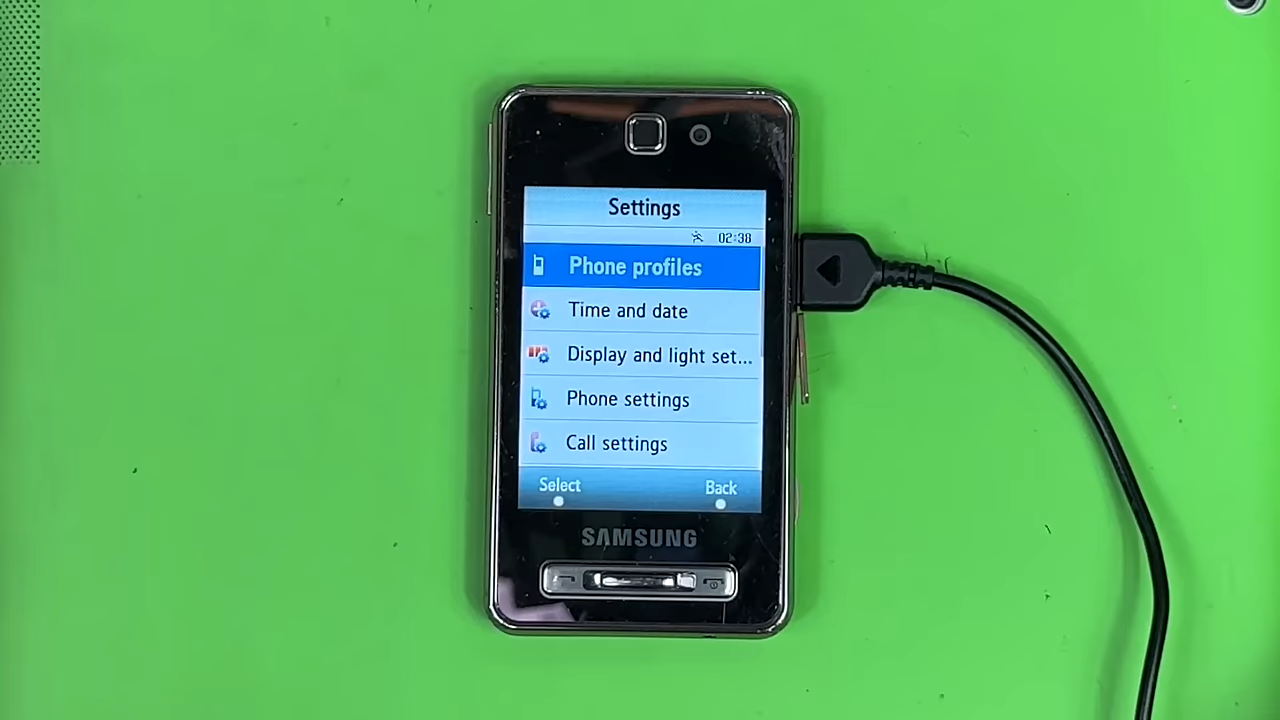 Settings
02:38
Phone profiles
Time and date
Display and light set...
Phone settings
Call settings
Select Back
SAMSUNG